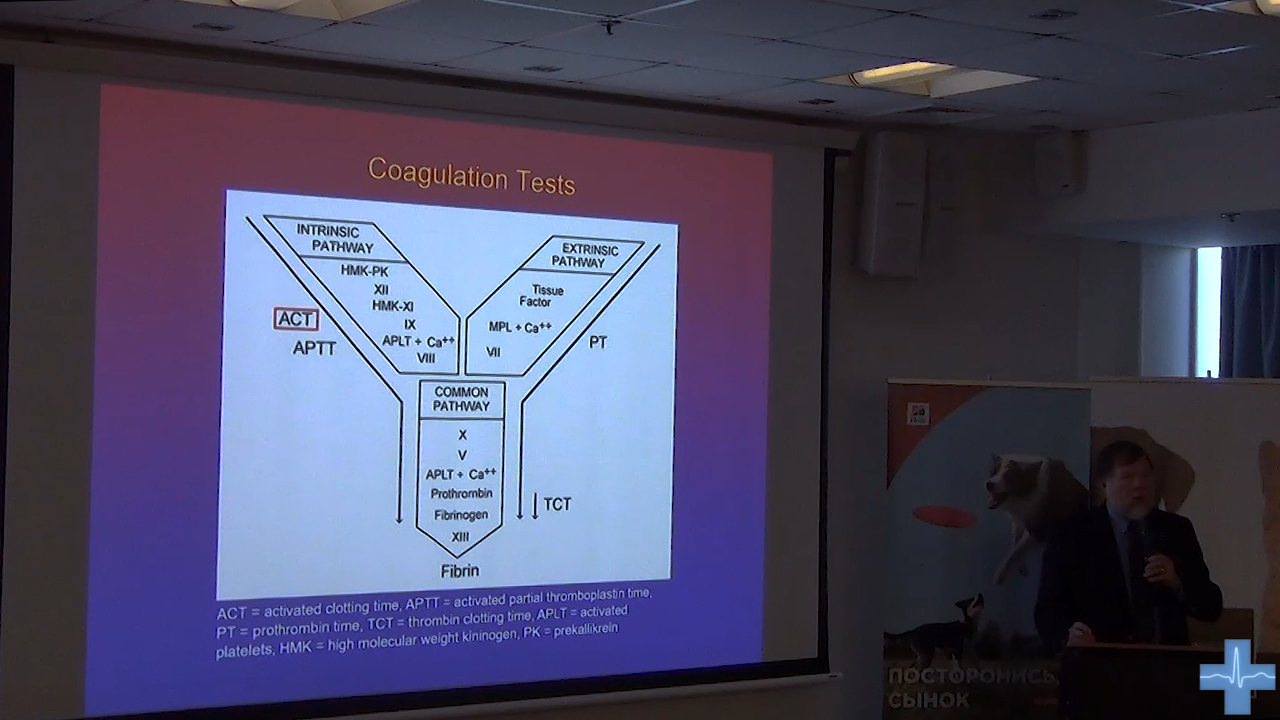 Coagulation Tests
INTRINSIC
PATHWAY
HMK-PK
XII
HMK-XI
IX
APLT + Ca++
VIII
ACT
APTT
EXTRINSIC
PATHWAY
Tissue
Factor
MPL + Ca++
VII
PT
COMMON
PATHWAY
X
V
APLT + Ca++
Prothrombin
Fibrinogen
XIII
TCT
Fibrin
ACT = activated clotting time, APTT = activated partial thromboplastin time,
PT = prothrombin time, TCT = thrombin clotting time, APLT = activated
platelets, HMK = high molecular weight kininogen, PK = prekallikrein
ПОСТОРОНИСЬ,
СЫНОК